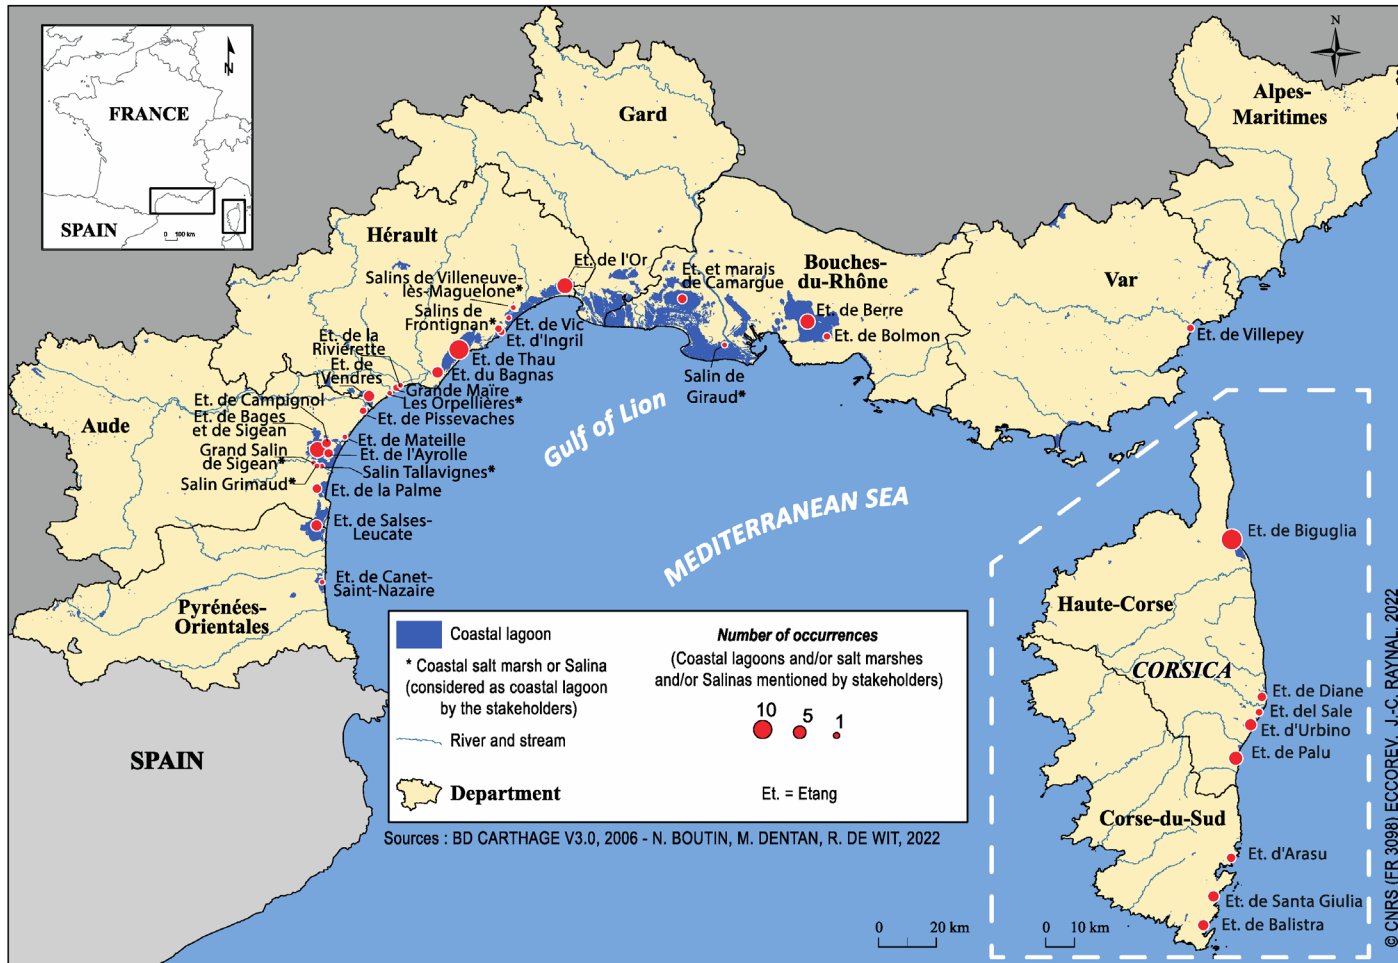 N
FRANCE
SPAIN
0 100 km
N
Gard
Alpes-
Maritimes
Hérault
Bouches-
du-Rhône
Var
Aude
Pyrénées-
Orientales
SPAIN
Et. de l'Or
Salins de Villeneuve-
lès-Maguelone*
Salins de
Frontignan*
Et. de Vic
Et. d'Ingril
Et. de la
Riviérette
Et. de Thau
Et. de
Vendres
Et. du Bagnas
Grande Maïre
Les Orpellières*
Et. de Campignol
Et. de Pissevaches
Et. de Bages
et de Sigean
Et. de Mateille
Et. de l'Ayrolle
Grand Salin
de Sigean*
Salin Tallavignes*
Salin Grimaud*
Et. de la Palme
Et. de Salses-
Leucate
Et. de Canet-
Saint-Nazaire
Et. et marais
de Camargue
Et. de Berre
Et. de Bolmon
Salin de
Giraud*
Et. de Villepey
Gulf of Lion
MEDITERRANEAN SEA
Et. de Biguglia
Haute-Corse
CORSICA
Et. de Diane
Et. del Sale
Et. d'Urbino
Et. de Palu
Corse-du-Sud
Et. d'Arasu
Et. de Santa Giulia
Et. de Balistra
Coastal lagoon
* Coastal salt marsh or Salina
(considered as coastal lagoon
by the stakeholders)
River and stream
Department
Number of occurrences
(Coastal lagoons and/or salt marshes
and/or Salinas mentioned by stakeholders)
10 5 1
Et. = Etang
Sources : BD CARTHAGE V3.0, 2006 - N. BOUTIN, M. DENTAN, R. DE WIT, 2022
0 20 km
0 10 km
© CNRS (FR 3098) ECCOREV, J.-C. RAYNAL, 2022